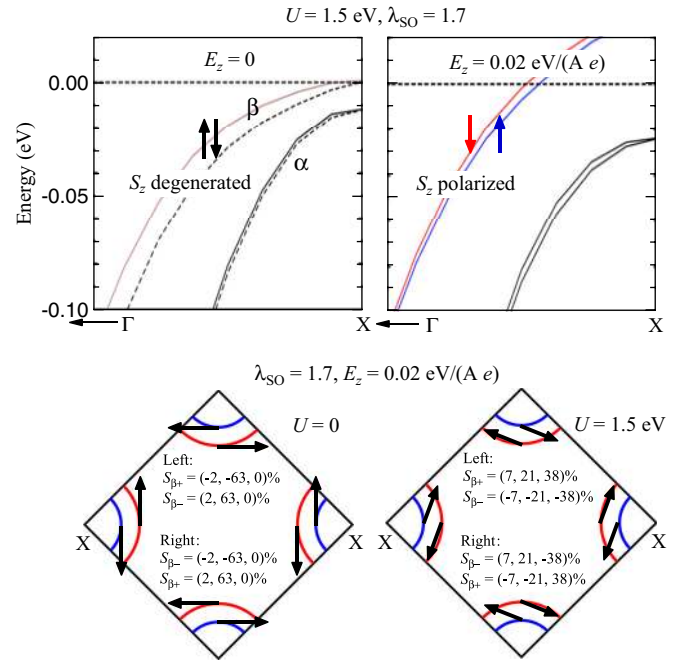 U = 1.5 eV, λSO = 1.7
Ez = 0
Ez = 0.02 eV/(A e)
0.00
β
α
Sz degenerated
Sz polarized
-0.05
Energy (eV)
-0.10
Γ
X
Γ
X
λSO = 1.7, Ez = 0.02 eV/(A e)
U = 0
U = 1.5 eV
Left:
Sβ+ = (-2, -63, 0)%
Sβ− = (2, 63, 0)%
Left:
Sβ+ = (7, 21, 38)%
Sβ− = (-7, -21, -38)%
X
X
X
X
Right:
Sβ− = (-2, -63, 0)%
Sβ+ = (2, 63, 0)%
Right:
Sβ− = (7, 21, -38)%
Sβ+ = (-7, -21, 38)%